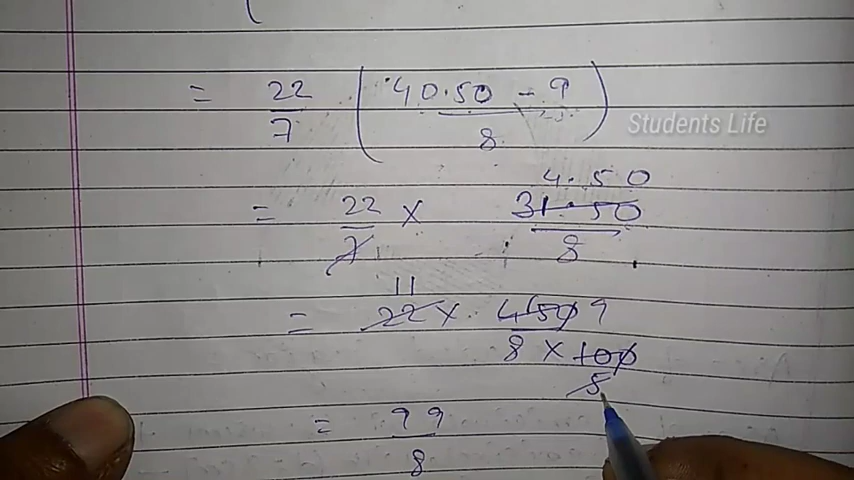 = 22/7 ( 40.50 - 9 / 8 )
Students Life
4.50
= 22/7 × 31.50/8
11
= 22 × 450 9 / 8 × 100
5
= 99/8